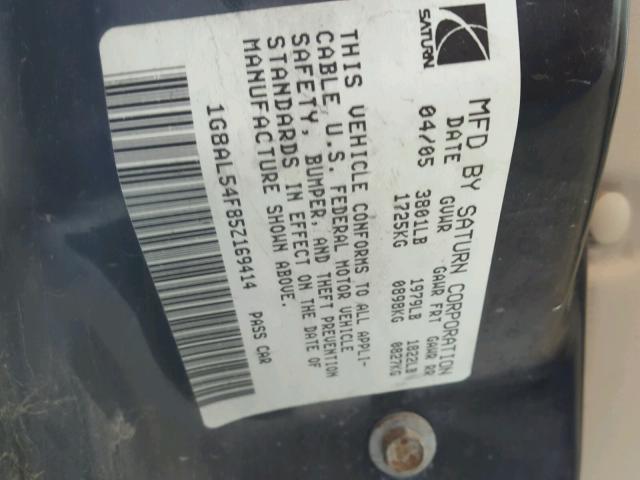 SATURN
MFD BY SATURN CORPORATION
DATE GVWR GAWR FRT GAWR RR
04/05 3801LB 1979LB 1822LB
1725KG 0898KG 0827KG
THIS VEHICLE CONFORMS TO ALL APPLI-
CABLE U.S. FEDERAL MOTOR VEHICLE
SAFETY, BUMPER, AND THEFT PREVENTION
STANDARDS IN EFFECT ON THE DATE OF
MANUFACTURE SHOWN ABOVE.
1G8AL54F85Z169414 PASS CAR